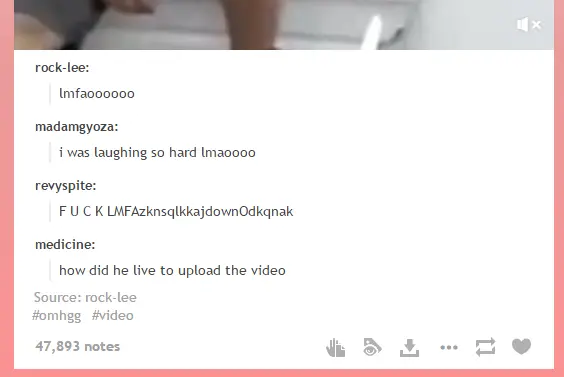 rock-lee:
lmfaoooooo
madamgyoza:
i was laughing so hard lmaoooo
revyspite:
F U C K LMFAzknsqlkkajdownOdkqnak
medicine:
how did he live to upload the video
Source: rock-lee
#omhgg #video
47,893 notes